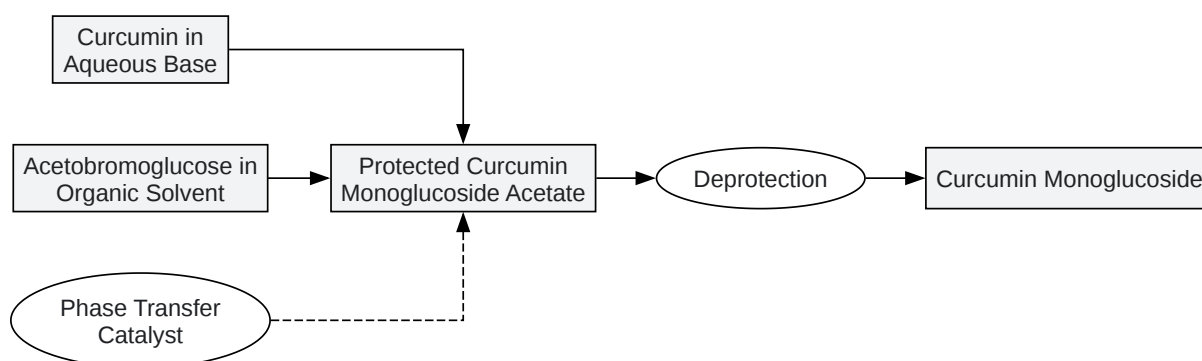 Curcumin in
Aqueous Base
Acetobromoglucose in
Organic Solvent
Protected Curcumin
Monoglucoside Acetate
Deprotection
Curcumin Monoglucoside
Phase Transfer
Catalyst